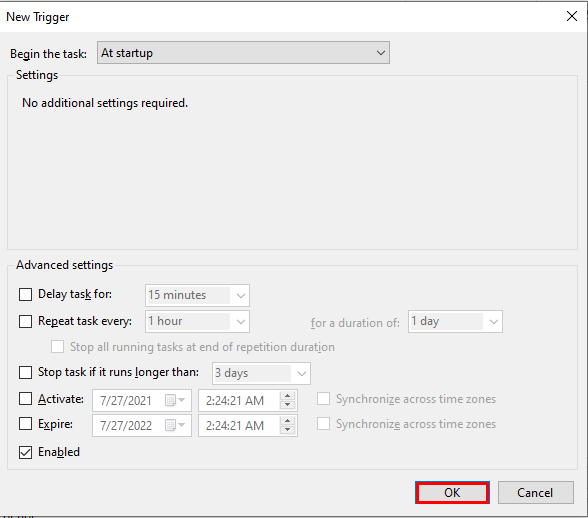 New Trigger
Begin the task: At startup
Settings
No additional settings required.
Advanced settings
Delay task for: 15 minutes
Repeat task every: 1 hour for a duration of: 1 day
Stop all running tasks at end of repetition duration
Stop task if it runs longer than: 3 days
Activate: 7/27/2021 2:24:21 AM Synchronize across time zones
Expire: 7/27/2022 2:24:21 AM Synchronize across time zones
Enabled
OK Cancel